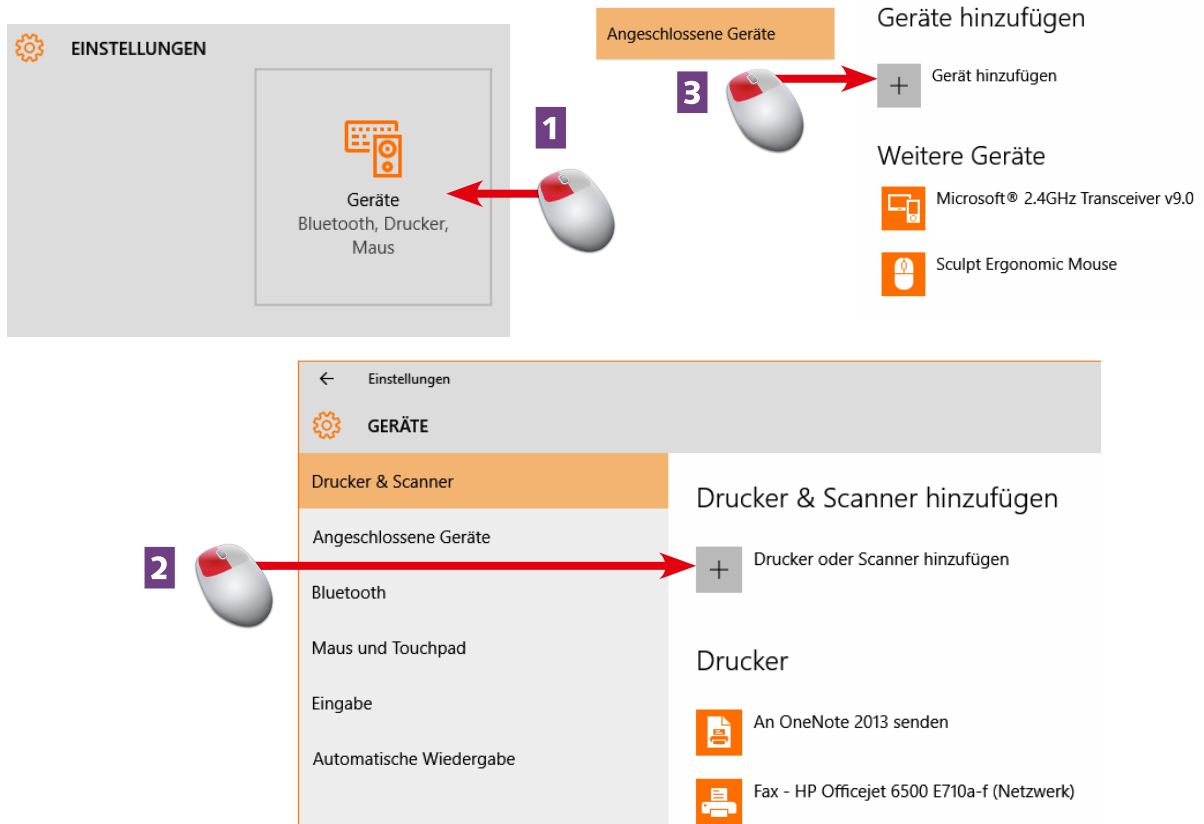 EINSTELLUNGEN
1
Geräte
Bluetooth, Drucker,
Maus
Angeschlossene Geräte
3
Geräte hinzufügen
Gerät hinzufügen
Weitere Geräte
Microsoft® 2.4GHz Transceiver v9.0
Sculpt Ergonomic Mouse
Einstellungen
GERÄTE
2
Drucker & Scanner
Angeschlossene Geräte
Bluetooth
Maus und Touchpad
Eingabe
Automatische Wiedergabe
Drucker & Scanner hinzufügen
Drucker oder Scanner hinzufügen
Drucker
An OneNote 2013 senden
Fax - HP Officejet 6500 E710a-f (Netzwerk)